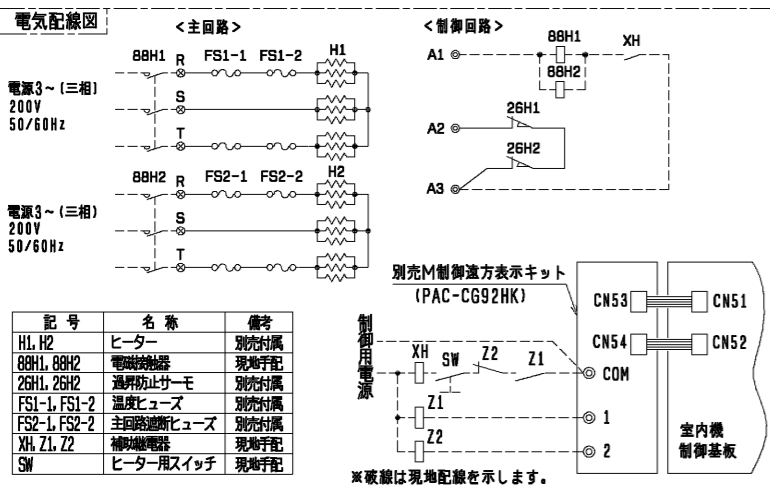 電気配線図
<主回路>
88H1 R FS1-1 FS1-2 H1
電源3~(三相)
200V
50/60Hz
S
T
88H2 R FS2-1 FS2-2 H2
電源3~(三相)
200V
50/60Hz
S
T
<制御回路>
A1 88H1 XH
88H2
A2 26H1
26H2
A3
別売M制御遠方表示キット
(PAC-CG92HK)
CN53 CN51
CN54 CN52
制御用電源
XH SW Z2 Z1 COM
Z1 1
Z2 2
室内機
制御基板
※破線は現地配線を示します。
記号 名称 備考
H1, H2 ヒーター 別売付属
88H1, 88H2 電磁接触器 現地手配
26H1, 26H2 過昇防止サーモ 別売付属
FS1-1, FS1-2 温度ヒューズ 別売付属
FS2-1, FS2-2 主回路遮断ヒューズ 別売付属
XH, Z1, Z2 補助継電器 現地手配
SW ヒーター用スイッチ 現地手配